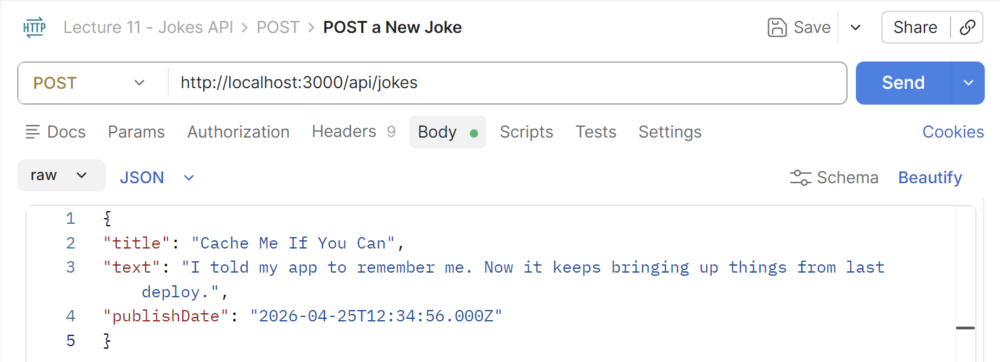 HTTP Lecture 11 - Jokes API > POST > POST a New Joke Save Share
POST http://localhost:3000/api/jokes Send
Docs Params Authorization Headers 9 Body Scripts Tests Settings Cookies
raw JSON Schema Beautify
1 {
2 "title": "Cache Me If You Can",
3 "text": "I told my app to remember me. Now it keeps bringing up things from last
deploy.",
4 "publishDate": "2026-04-25T12:34:56.000Z"
5 }